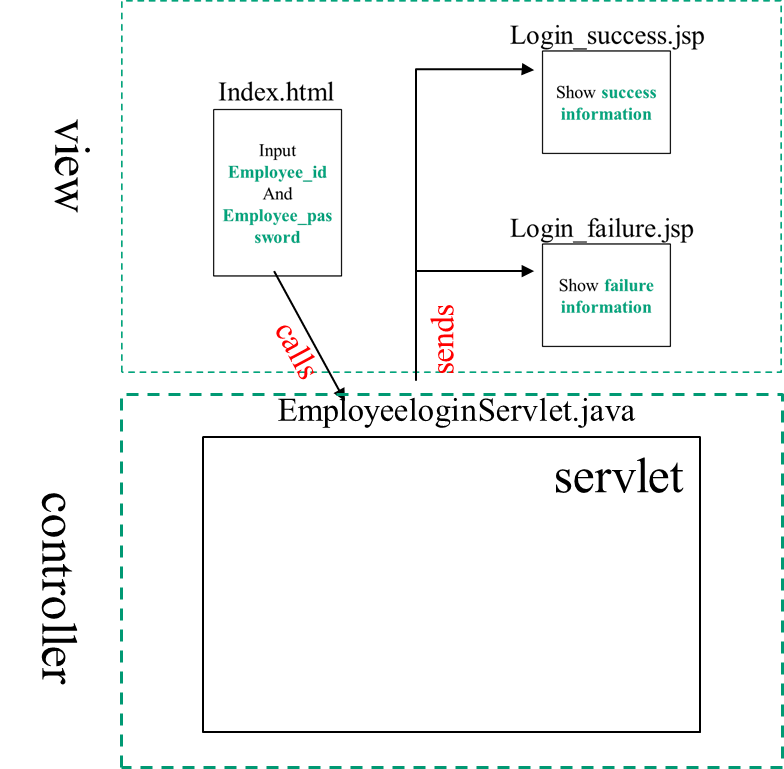 view
Index.html
Input
Employee_id
And
Employee_pas
sword
Login_success.jsp
Show success
information
Login_failure.jsp
Show failure
information
calls
sends
controller
EmployeeloginServlet.java
servlet